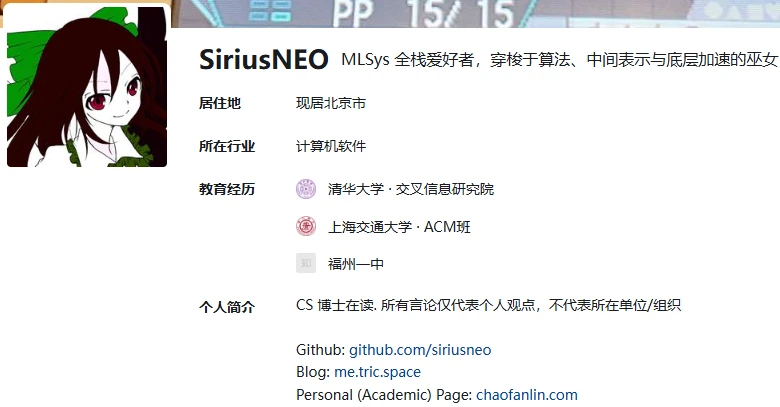 PP 15/15
SiriusNEO MLSys 全栈爱好者，穿梭于算法、中间表示与底层加速的巫女
居住地 现居北京市
所在行业 计算机软件
教育经历 清华大学 · 交叉信息研究院
上海交通大学 · ACM班
知 福州一中
个人简介 CS 博士在读. 所有言论仅代表个人观点，不代表所在单位/组织
Github: github.com/siriusneo
Blog: me.tric.space
Personal (Academic) Page: chaofanlin.com